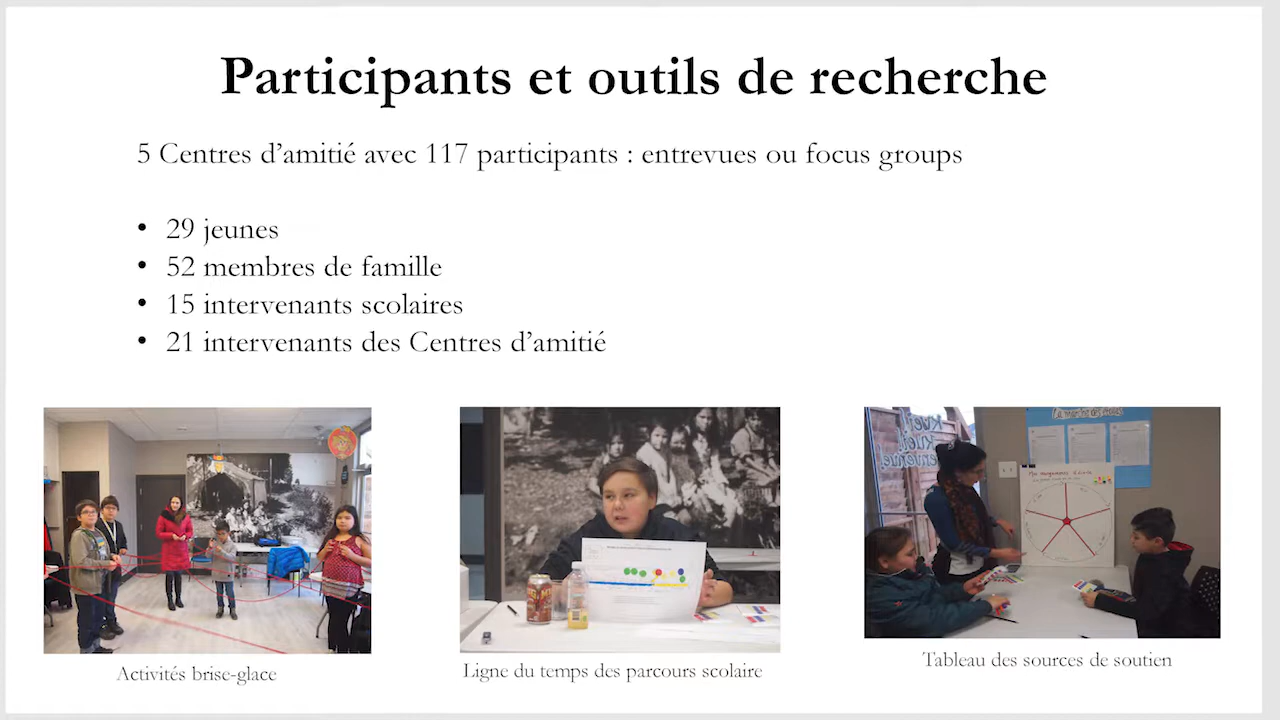 Participants et outils de recherche
5 Centres d’amitié avec 117 participants : entrevues ou focus groups
• 29 jeunes
• 52 membres de famille
• 15 intervenants scolaires
• 21 intervenants des Centres d’amitié
Activités brise-glace
Ligne du temps des parcours scolaire
Tableau des sources de soutien